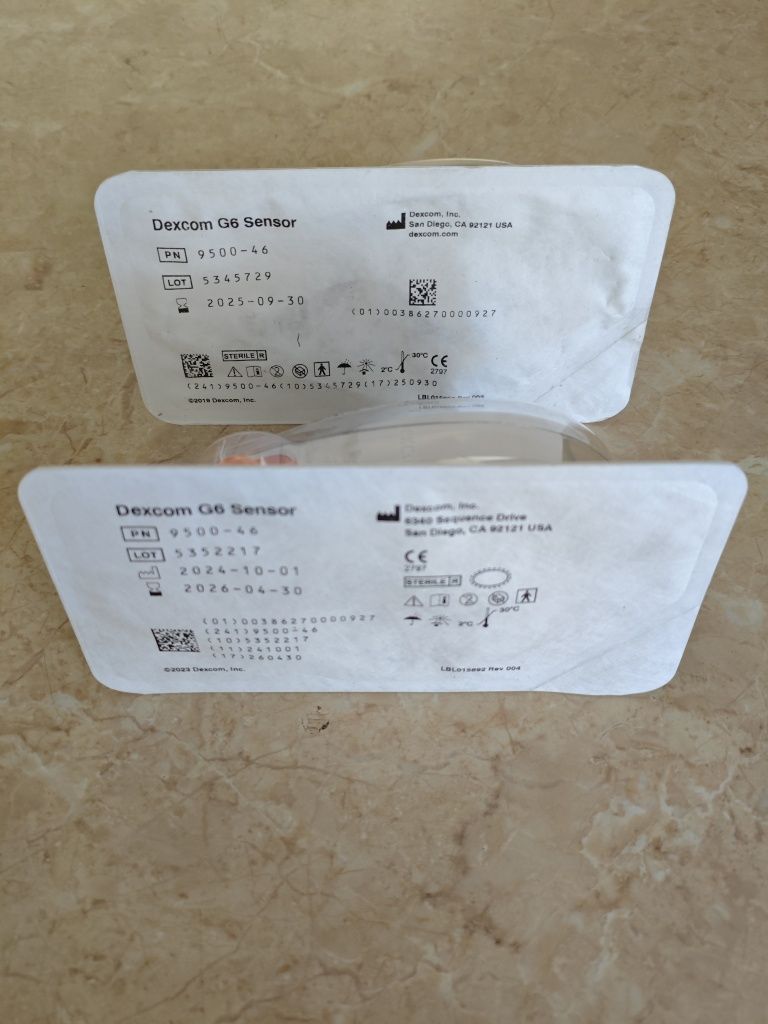 Dexcom G6 Sensor
PN 9500-46
LOT 5345729
2025-09-30
Dexcom, Inc.
San Diego, CA 92121 USA
dexcom.com
(01)00386270000927
STERILE R
2°C 30°C
CE
2797
(241)9500-46(10)5345729(17)250930
©2019 Dexcom, Inc.
Dexcom G6 Sensor
PN 9500-46
LOT 5352217
2024-10-01
2026-04-30
(01)00386270000927
(241)9500-46
(10)5352217
(11)241001
(17)260430
©2023 Dexcom, Inc.
Dexcom, Inc.
6340 Sequence Drive
San Diego, CA 92121 USA
CE
2797
STERILE R
2°C 30°C
LBL015892 Rev 004